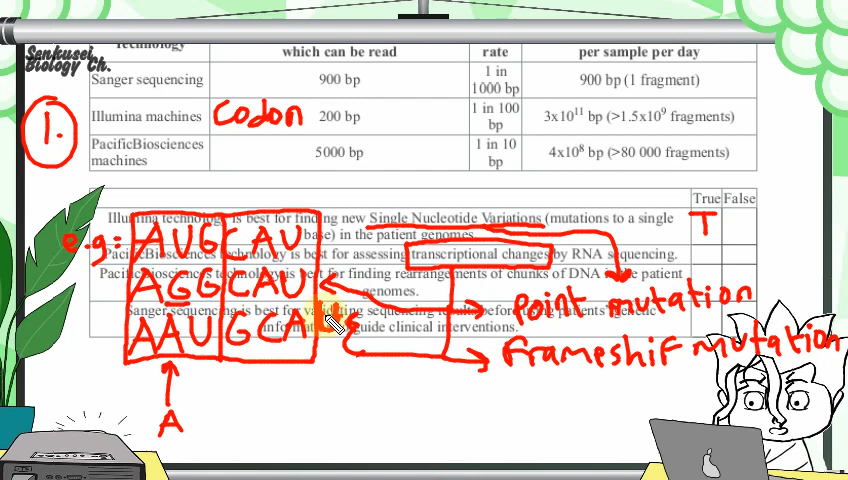 Technology which can be read rate per sample per day
Senkusei
Biology Ch.
Sanger sequencing 900 bp 1 in 1000 bp 900 bp (1 fragment)
1.
Illumina machines codon 200 bp 1 in 100 bp 3x10¹¹ bp (>1.5x10⁹ fragments)
PacificBiosciences machines 5000 bp 1 in 10 bp 4x10⁸ bp (>80 000 fragments)
True False
Illumina technology is best for finding new Single Nucleotide Variations (mutations to a single
base) in the patient genomes.
T
PacificBiosciences technology is best for assessing transcriptional changes by RNA sequencing.
PacificBiosciences technology is best for finding rearrangements of chunks of DNA in the patient
genomes.
Sanger sequencing is best for validating sequencing results before using patients' genetic
information to guide clinical interventions.
e.g:
AUG CAU
AGG CAU
AAU GCA U
Point mutation
Frameshif mutation
A